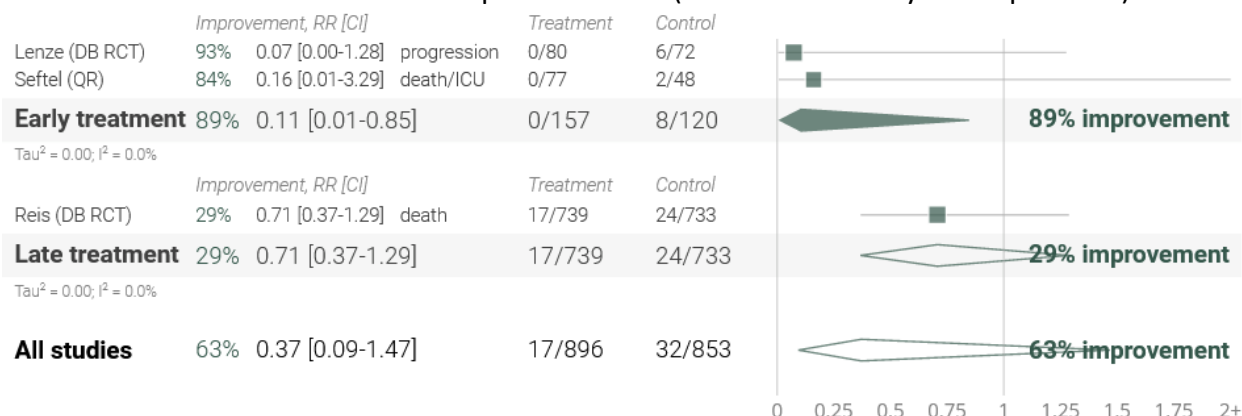 Improvement, RR [CI] Treatment Control
Lenze (DB RCT) 93% 0.07 [0.00-1.28] progression 0/80 6/72
Seftel (QR) 84% 0.16 [0.01-3.29] death/ICU 0/77 2/48
Early treatment 89% 0.11 [0.01-0.85] 0/157 8/120 89% improvement
Tau² = 0.00; I² = 0.0%
Improvement, RR [CI] Treatment Control
Reis (DB RCT) 29% 0.71 [0.37-1.29] death 17/739 24/733
Late treatment 29% 0.71 [0.37-1.29] 17/739 24/733 29% improvement
Tau² = 0.00; I² = 0.0%
All studies 63% 0.37 [0.09-1.47] 17/896 32/853 63% improvement
0 0.25 0.5 0.75 1 1.25 1.5 1.75 2+